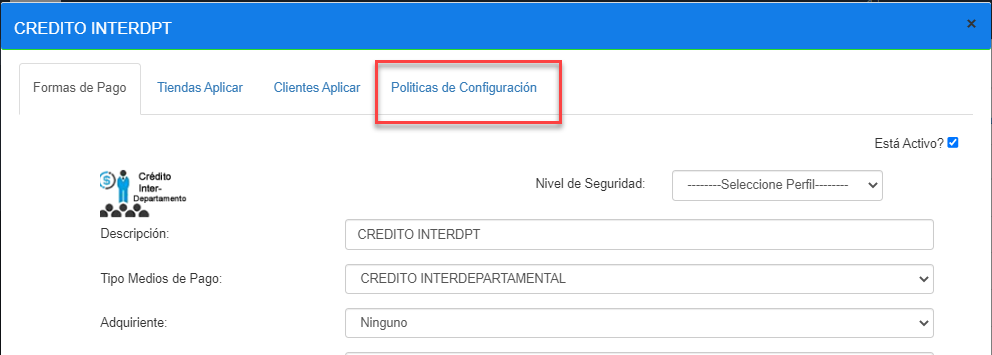 CREDITO INTERDPT ×
Formas de Pago Tiendas Aplicar Clientes Aplicar Políticas de Configuración
Está Activo?
Crédito
Inter-
Departamento
Nivel de Seguridad: --------Seleccione Perfil--------
Descripción: CREDITO INTERDPT
Tipo Medios de Pago: CREDITO INTERDEPARTAMENTAL
Adquiriente: Ninguno